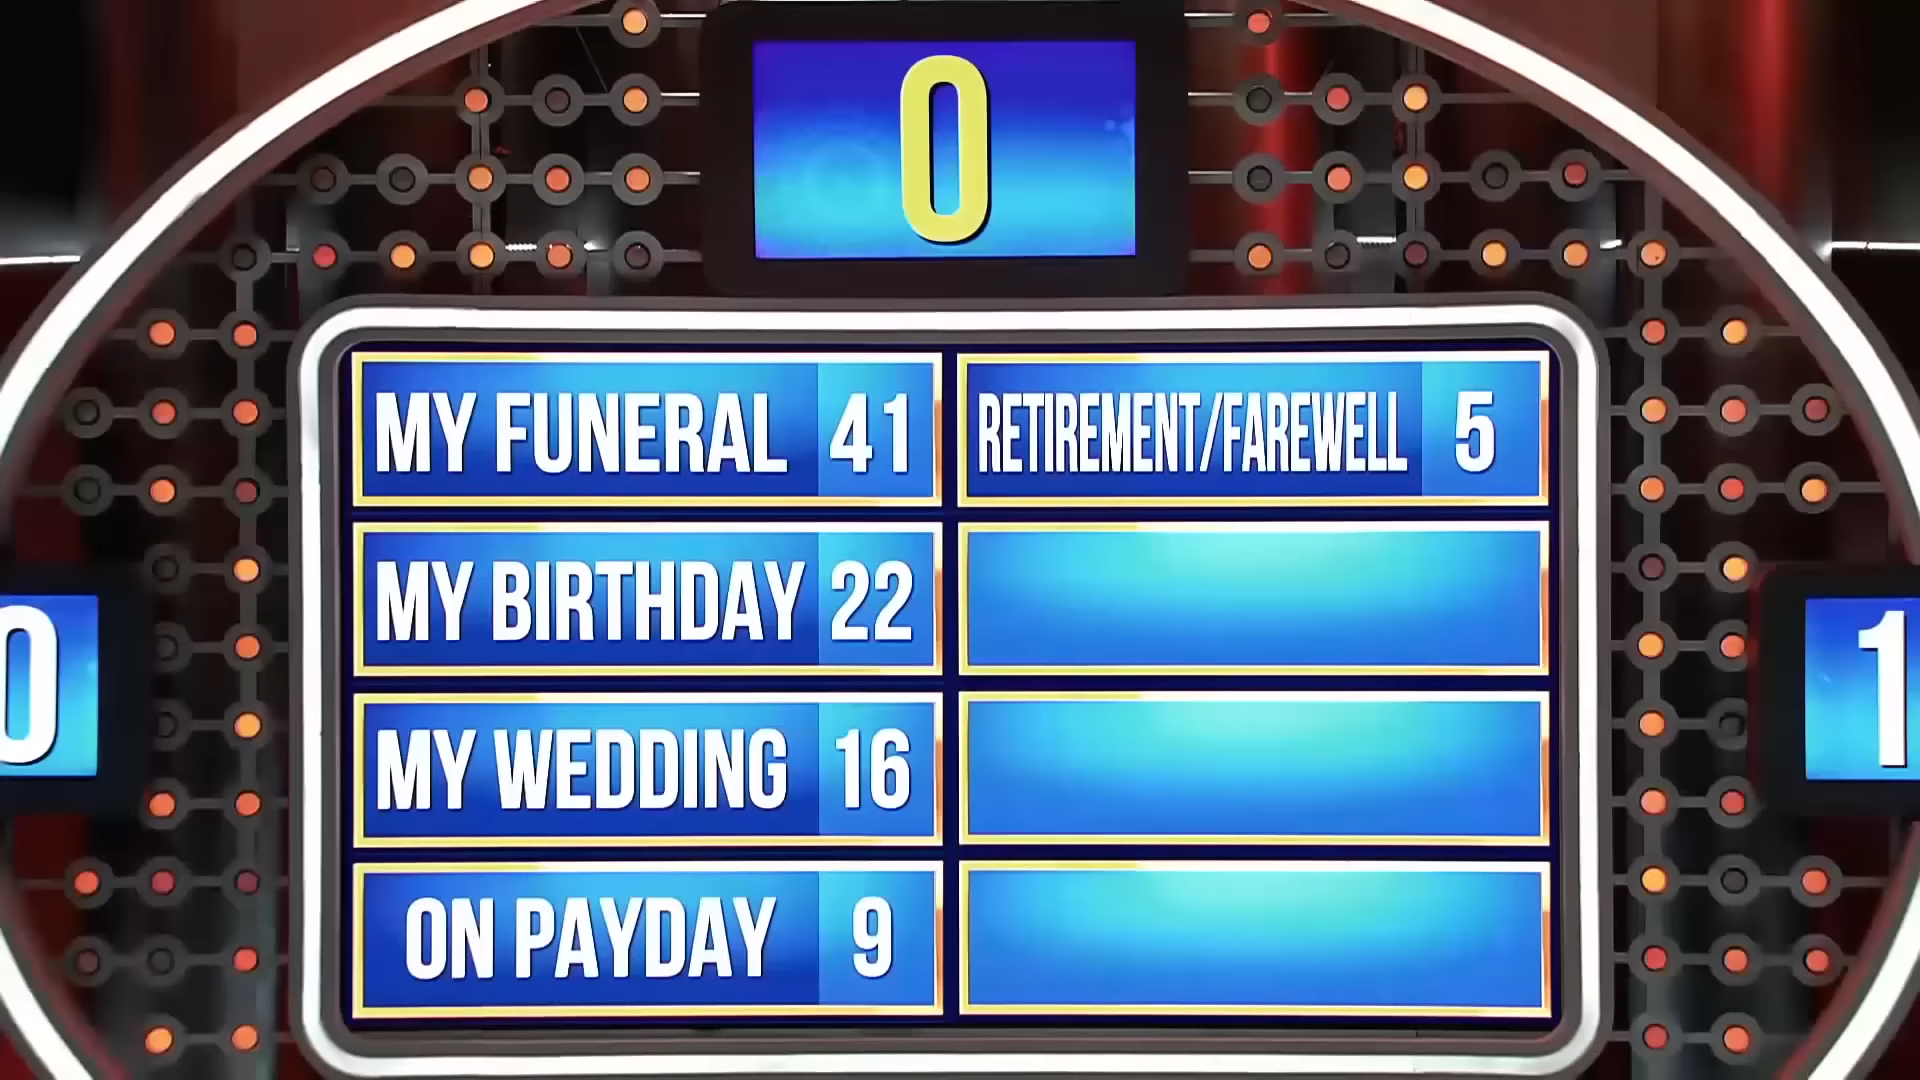 0
MY FUNERAL 41
MY BIRTHDAY 22
MY WEDDING 16
ON PAYDAY 9
RETIREMENT/FAREWELL 5
0
1